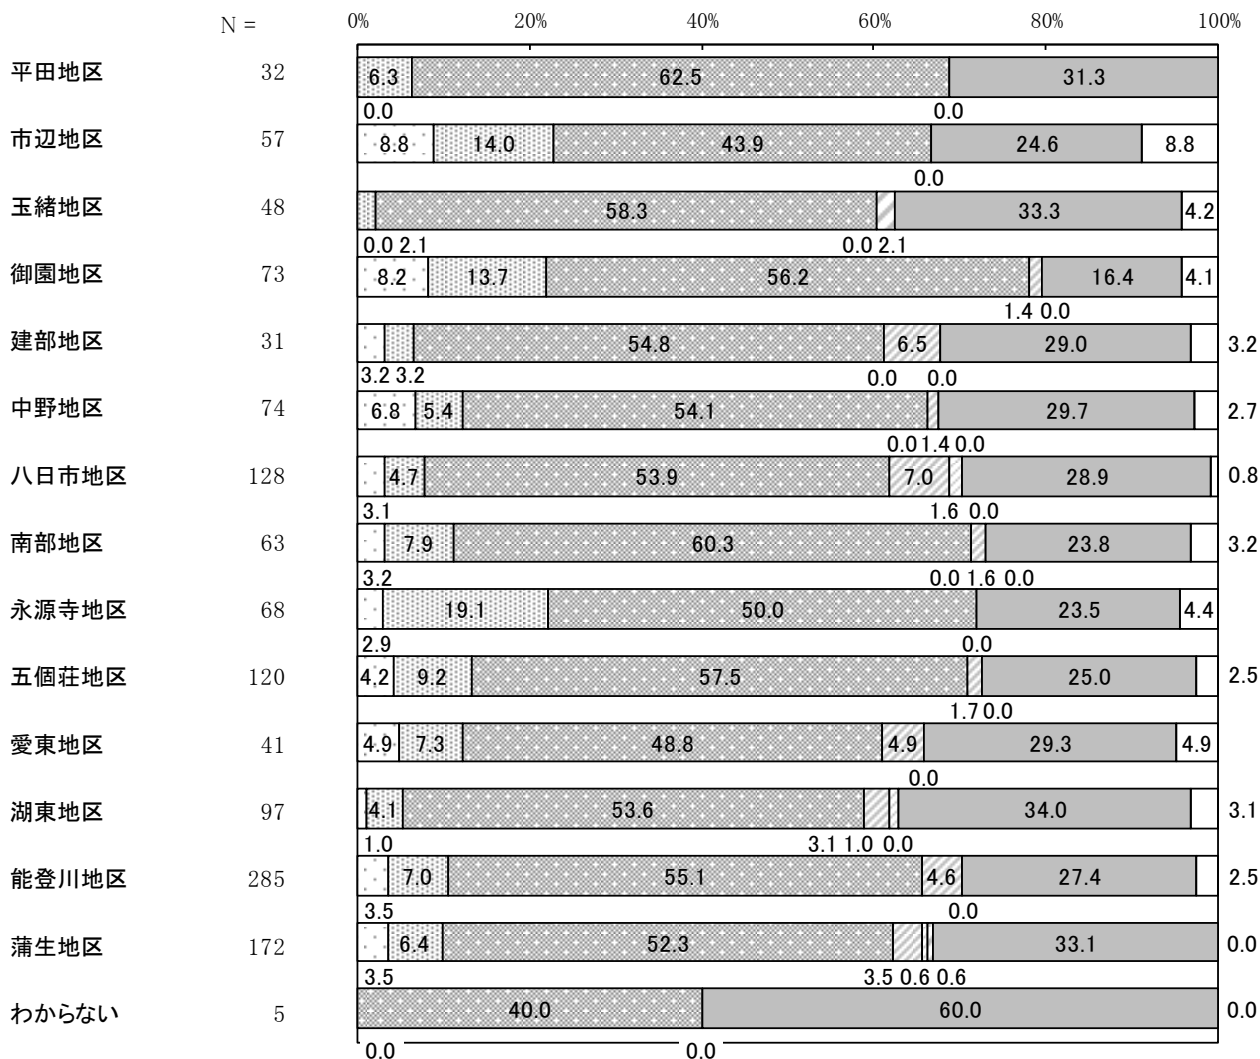 N = 0% 20% 40% 60% 80% 100%
平田地区 32 6.3 62.5 31.3
0.0 0.0
市辺地区 57 8.8 14.0 43.9 24.6 8.8
0.0
玉緒地区 48 58.3 33.3 4.2
0.0 2.1 0.0 2.1
御園地区 73 8.2 13.7 56.2 16.4 4.1
1.4 0.0
建部地区 31 54.8 6.5 29.0 3.2
3.2 3.2 0.0 0.0
中野地区 74 6.8 5.4 54.1 29.7 2.7
0.0 1.4 0.0
八日市地区 128 4.7 53.9 7.0 28.9 0.8
3.1 1.6 0.0
南部地区 63 7.9 60.3 23.8 3.2
3.2 0.0 1.6 0.0
永源寺地区 68 19.1 50.0 23.5 4.4
2.9 0.0
五個荘地区 120 4.2 9.2 57.5 25.0 2.5
1.7 0.0
愛東地区 41 4.9 7.3 48.8 4.9 29.3 4.9
0.0
湖東地区 97 4.1 53.6 34.0 3.1
1.0 3.1 1.0 0.0
能登川地区 285 7.0 55.1 4.6 27.4 2.5
3.5 0.0
蒲生地区 172 6.4 52.3 33.1 0.0
3.5 3.5 0.6 0.6
わからない 5 40.0 60.0 0.0
0.0 0.0